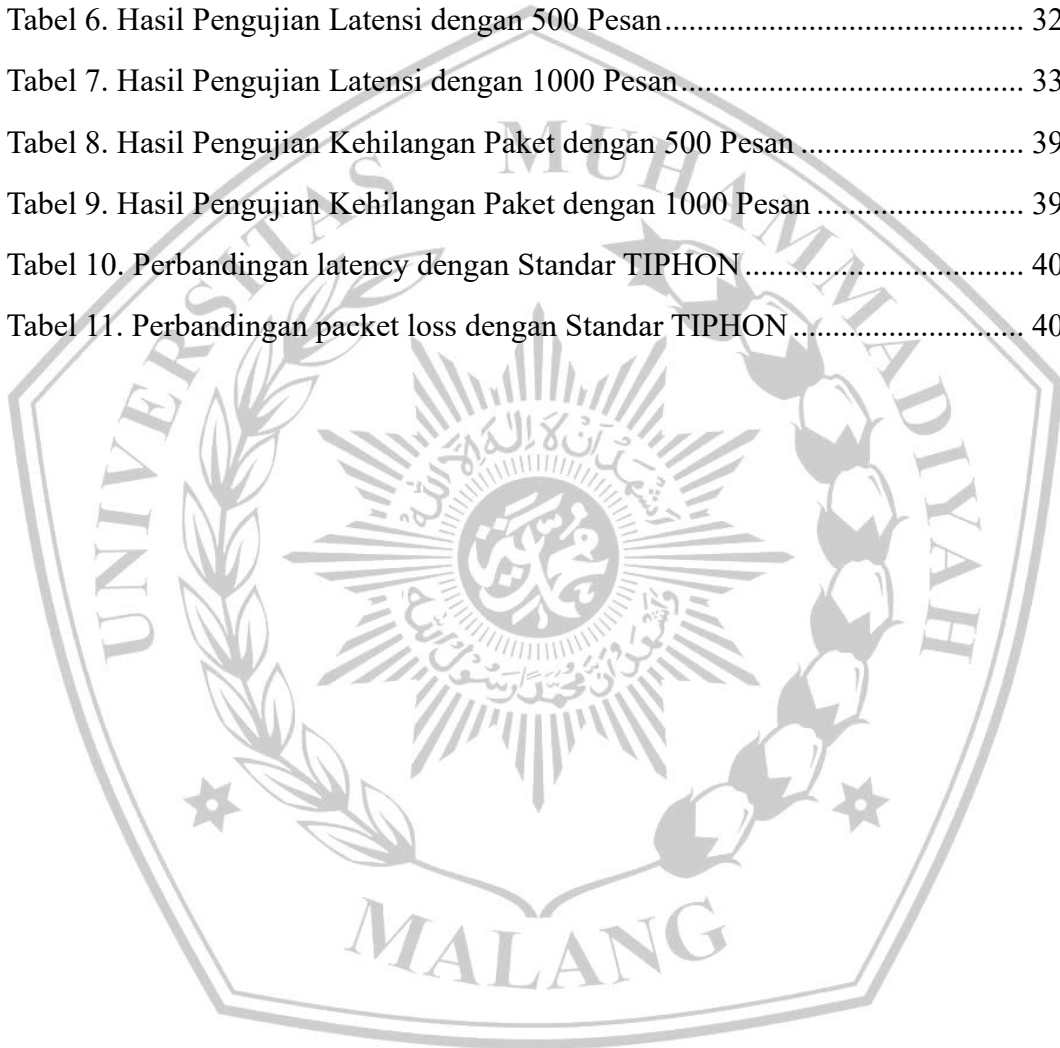 Tabel 6. Hasil Pengujian Latensi dengan 500 Pesan........................................ 32
Tabel 7. Hasil Pengujian Latensi dengan 1000 Pesan...................................... 33
Tabel 8. Hasil Pengujian Kehilangan Paket dengan 500 Pesan ......................... 39
Tabel 9. Hasil Pengujian Kehilangan Paket dengan 1000 Pesan ....................... 39
Tabel 10. Perbandingan latency dengan Standar TIPHON............................... 40
Tabel 11. Perbandingan packet loss dengan Standar TIPHON .......................... 40
UNIVERSITAS MUHAMMADIYAH
MALANG